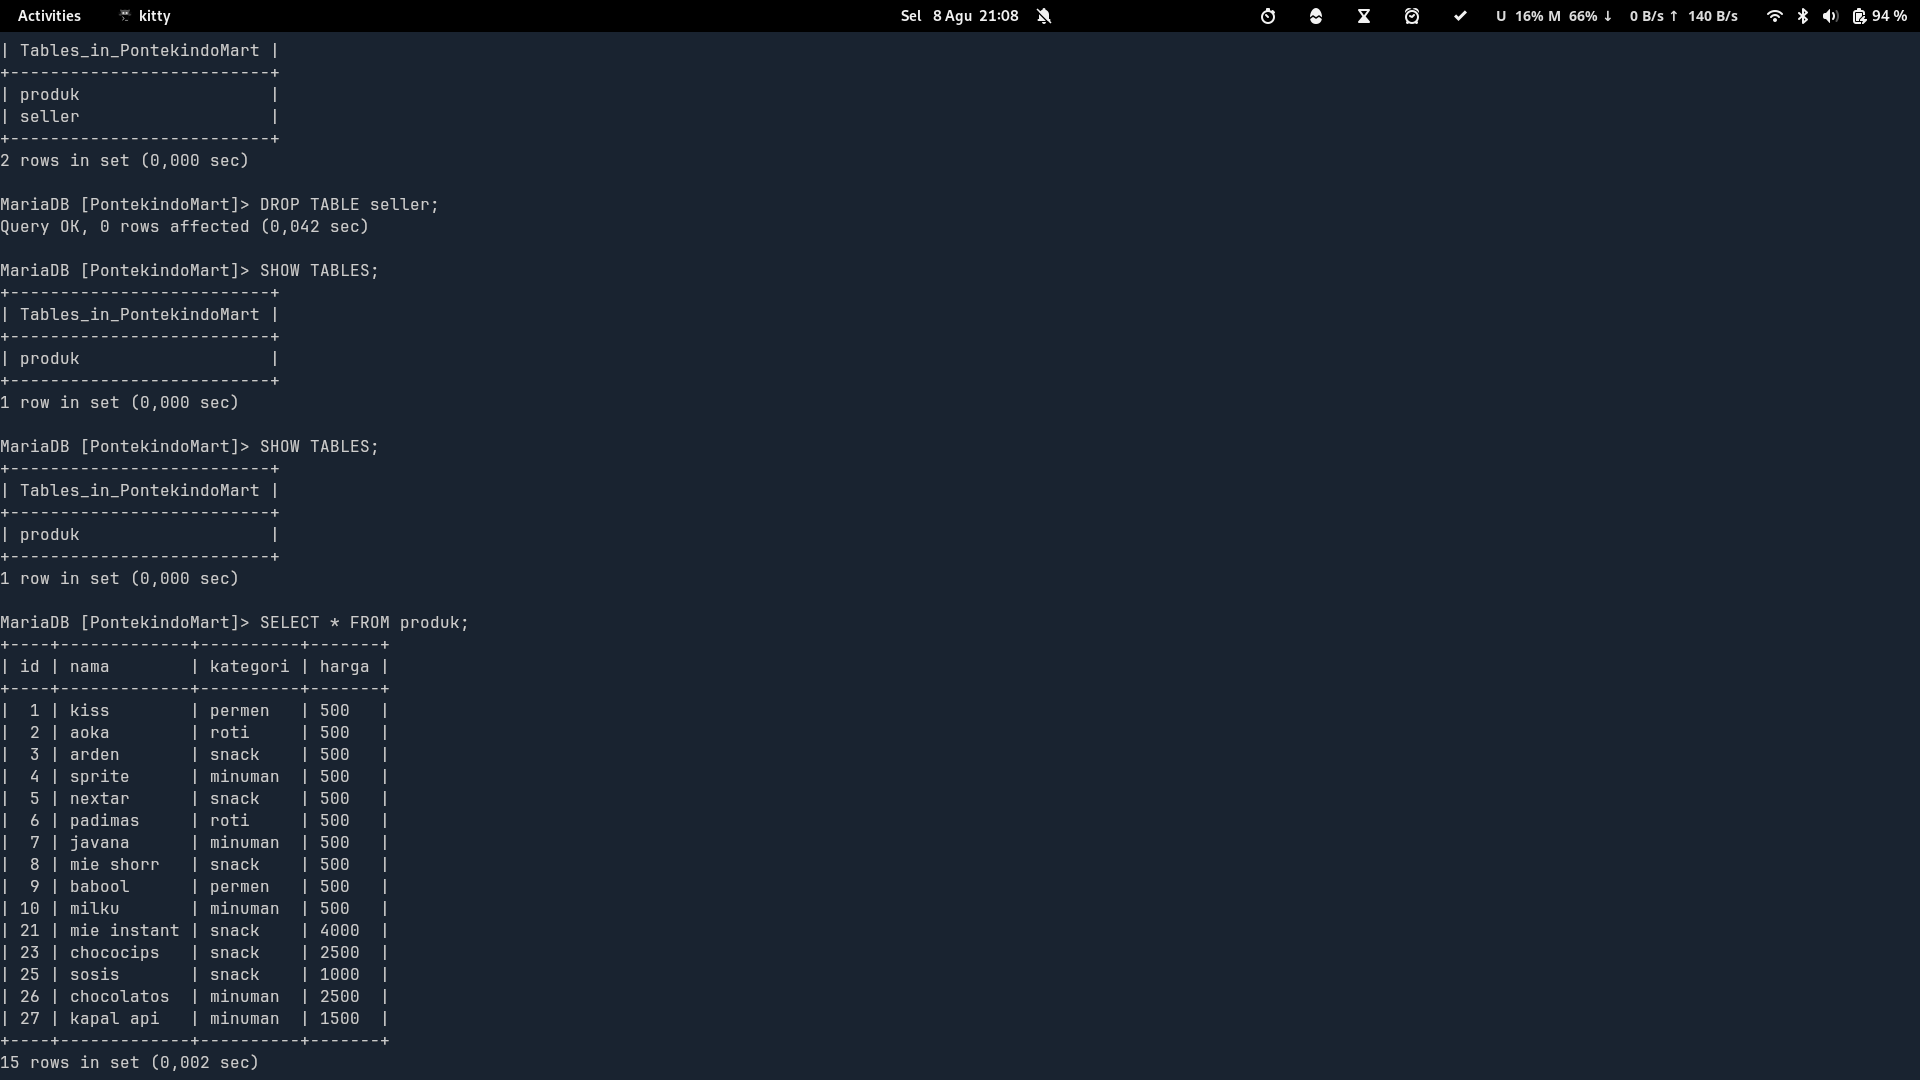 Activities kitty Sel 8 Agu 21:08 U 16% M 66% ↓ 0 B/s ↑ 140 B/s 94 %
| Tables_in_PontekindoMart |
+--------------------------+
| produk                   |
| seller                   |
+--------------------------+
2 rows in set (0,000 sec)

MariaDB [PontekindoMart]> DROP TABLE seller;
Query OK, 0 rows affected (0,042 sec)

MariaDB [PontekindoMart]> SHOW TABLES;
+--------------------------+
| Tables_in_PontekindoMart |
+--------------------------+
| produk                   |
+--------------------------+
1 row in set (0,000 sec)

MariaDB [PontekindoMart]> SHOW TABLES;
+--------------------------+
| Tables_in_PontekindoMart |
+--------------------------+
| produk                   |
+--------------------------+
1 row in set (0,000 sec)

MariaDB [PontekindoMart]> SELECT * FROM produk;
+----+-------------+----------+-------+
| id | nama        | kategori | harga |
+----+-------------+----------+-------+
|  1 | kiss        | permen   | 500   |
|  2 | aoka        | roti     | 500   |
|  3 | arden       | snack    | 500   |
|  4 | sprite      | minuman  | 500   |
|  5 | nextar      | snack    | 500   |
|  6 | padimas     | roti     | 500   |
|  7 | javana      | minuman  | 500   |
|  8 | mie shorr   | snack    | 500   |
|  9 | babool      | permen   | 500   |
| 10 | milku       | minuman  | 500   |
| 21 | mie instant | snack    | 4000  |
| 23 | chococips   | snack    | 2500  |
| 25 | sosis       | snack    | 1000  |
| 26 | chocolatos  | minuman  | 2500  |
| 27 | kapal api   | minuman  | 1500  |
+----+-------------+----------+-------+
15 rows in set (0,002 sec)